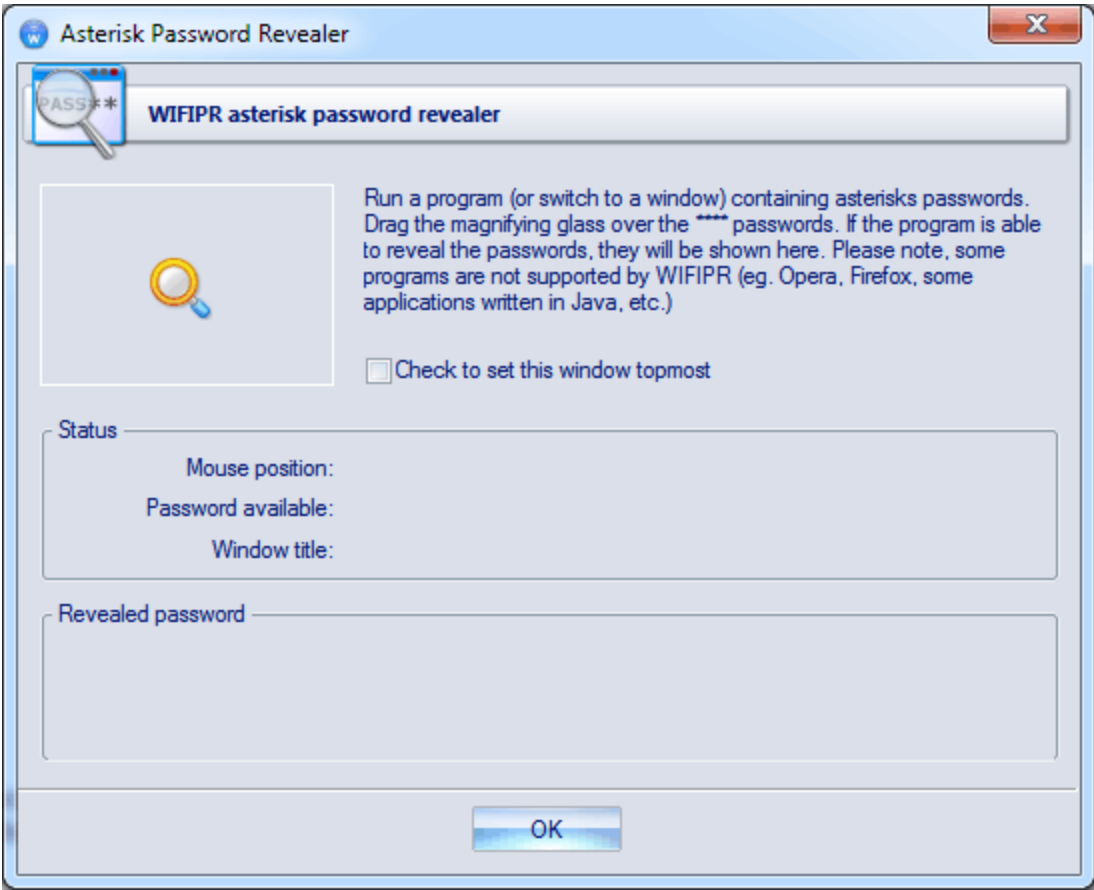 Asterisk Password Revealer
PASS**
WIFIPR asterisk password revealer
Run a program (or switch to a window) containing asterisks passwords.
Drag the magnifying glass over the **** passwords. If the program is able
to reveal the passwords, they will be shown here. Please note, some
programs are not supported by WIFIPR (eg. Opera, Firefox, some
applications written in Java, etc.)
Check to set this window topmost
Status
Mouse position:
Password available:
Window title:
Revealed password
OK